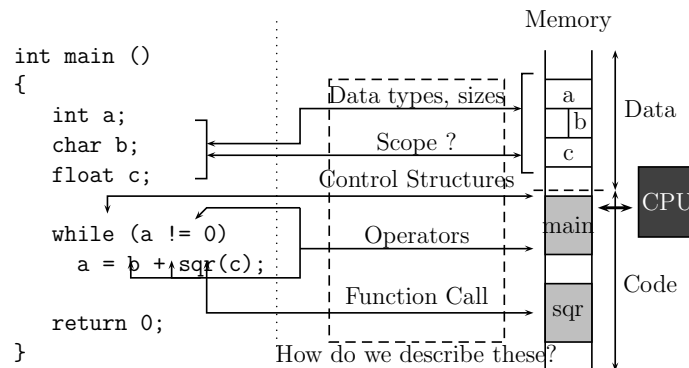 Memory
int main ()
{
int a;
char b;
float c;
while (a != 0)
a = b + sqr(c);
return 0;
}
Data types, sizes
Scope ?
Control Structures
Operators
Function Call
How do we describe these?
a
b
c
main
sqr
Data
CPU
Code